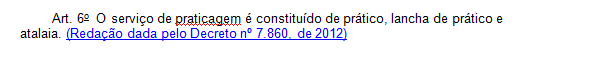 Art. 6º O serviço de praticagem é constituído de prático, lancha de prático e
atalaia. (Redação dada pelo Decreto nº 7.860, de 2012)